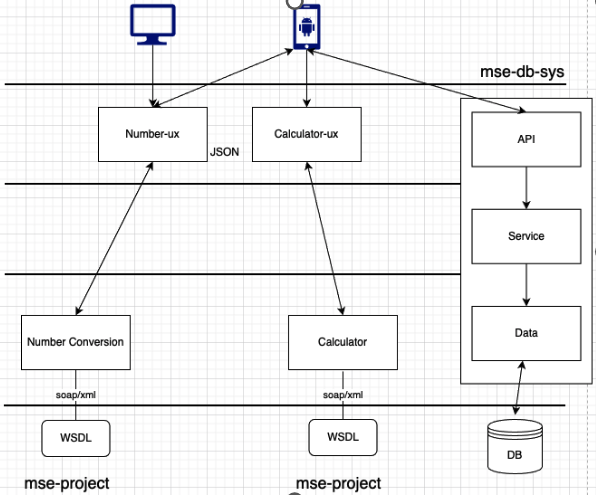 mse-db-sys
Number-ux
Calculator-ux
API
JSON
Service
Data
Number Conversion
Calculator
soap/xml
soap/xml
WSDL
WSDL
DB
mse-project
mse-project